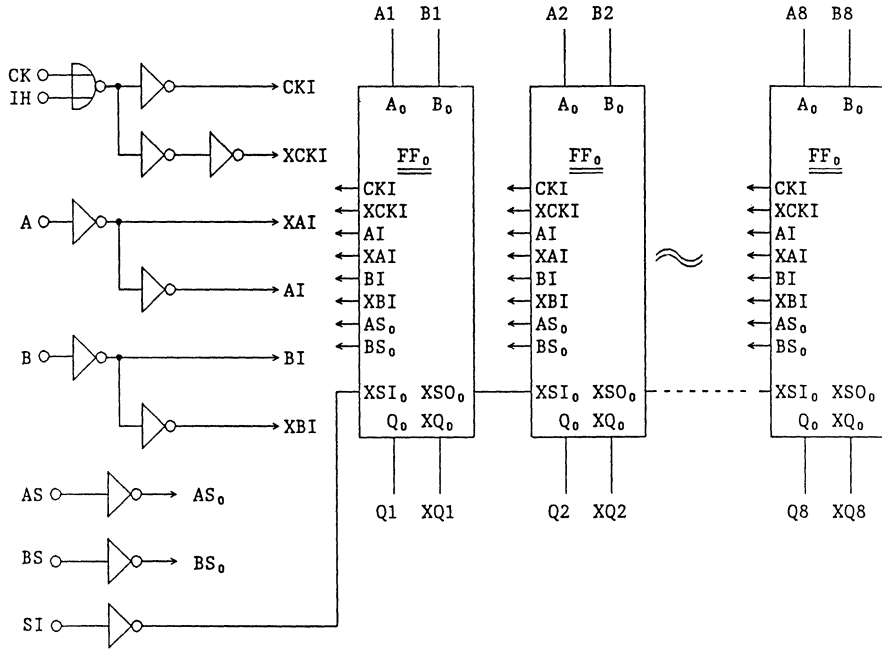 A1 B1 A2 B2 A8 B8
CK
IH
CKI
XCKI
A
XAI
AI
B
BI
XBI
AS
AS₀
BS
BS₀
SI
A₀ B₀
FF₀
CKI
XCKI
AI
XAI
BI
XBI
AS₀
BS₀
XSI₀ XSO₀
Q₀ XQ₀
Q1 XQ1
A₀ B₀
FF₀
CKI
XCKI
AI
XAI
BI
XBI
AS₀
BS₀
XSI₀ XSO₀
Q₀ XQ₀
Q2 XQ2
A₀ B₀
FF₀
CKI
XCKI
AI
XAI
BI
XBI
AS₀
BS₀
XSI₀ XSO₀
Q₀ XQ₀
Q8 XQ8